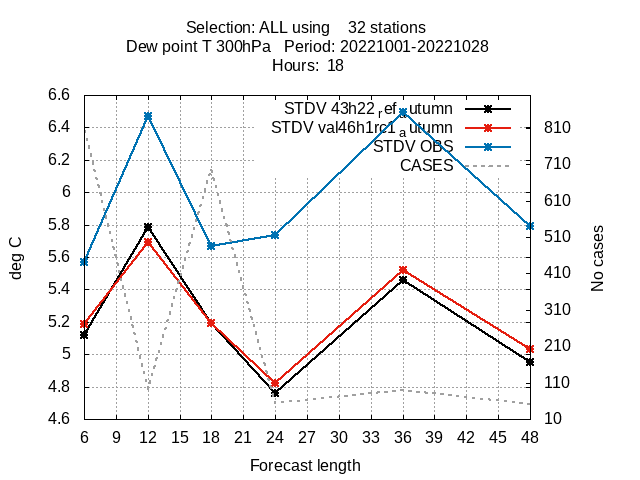 Selection: ALL using    32 stations
Dew point T 300hPa   Period: 20221001-20221028
Hours: 18
STDV 43h22_ref_autumn
STDV val46h1rc1_autumn
STDV OBS
CASES
deg C
No cases
6.6
6.4
6.2
6
5.8
5.6
5.4
5.2
5
4.8
4.6
810
710
610
510
410
310
210
110
10
6 9 12 15 18 21 24 27 30 33 36 39 42 45 48
Forecast length